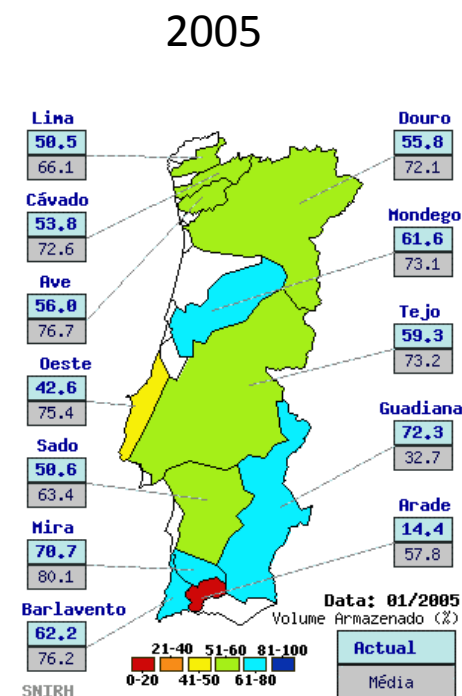 2005
Lima
50.5
66.1
Douro
55.8
72.1
Cávado
53.8
72.6
Mondego
61.6
73.1
Ave
56.0
76.7
Tejo
59.3
73.2
Oeste
42.6
75.4
Guadiana
72.3
32.7
Sado
50.6
63.4
Arade
14.4
57.8
Mira
70.7
80.1
Barlavento
62.2
76.2
Data: 01/2005
Volume Armazenado (%)
Actual
Média
21-40 51-60 81-100
0-20 41-50 61-80
SNIRH